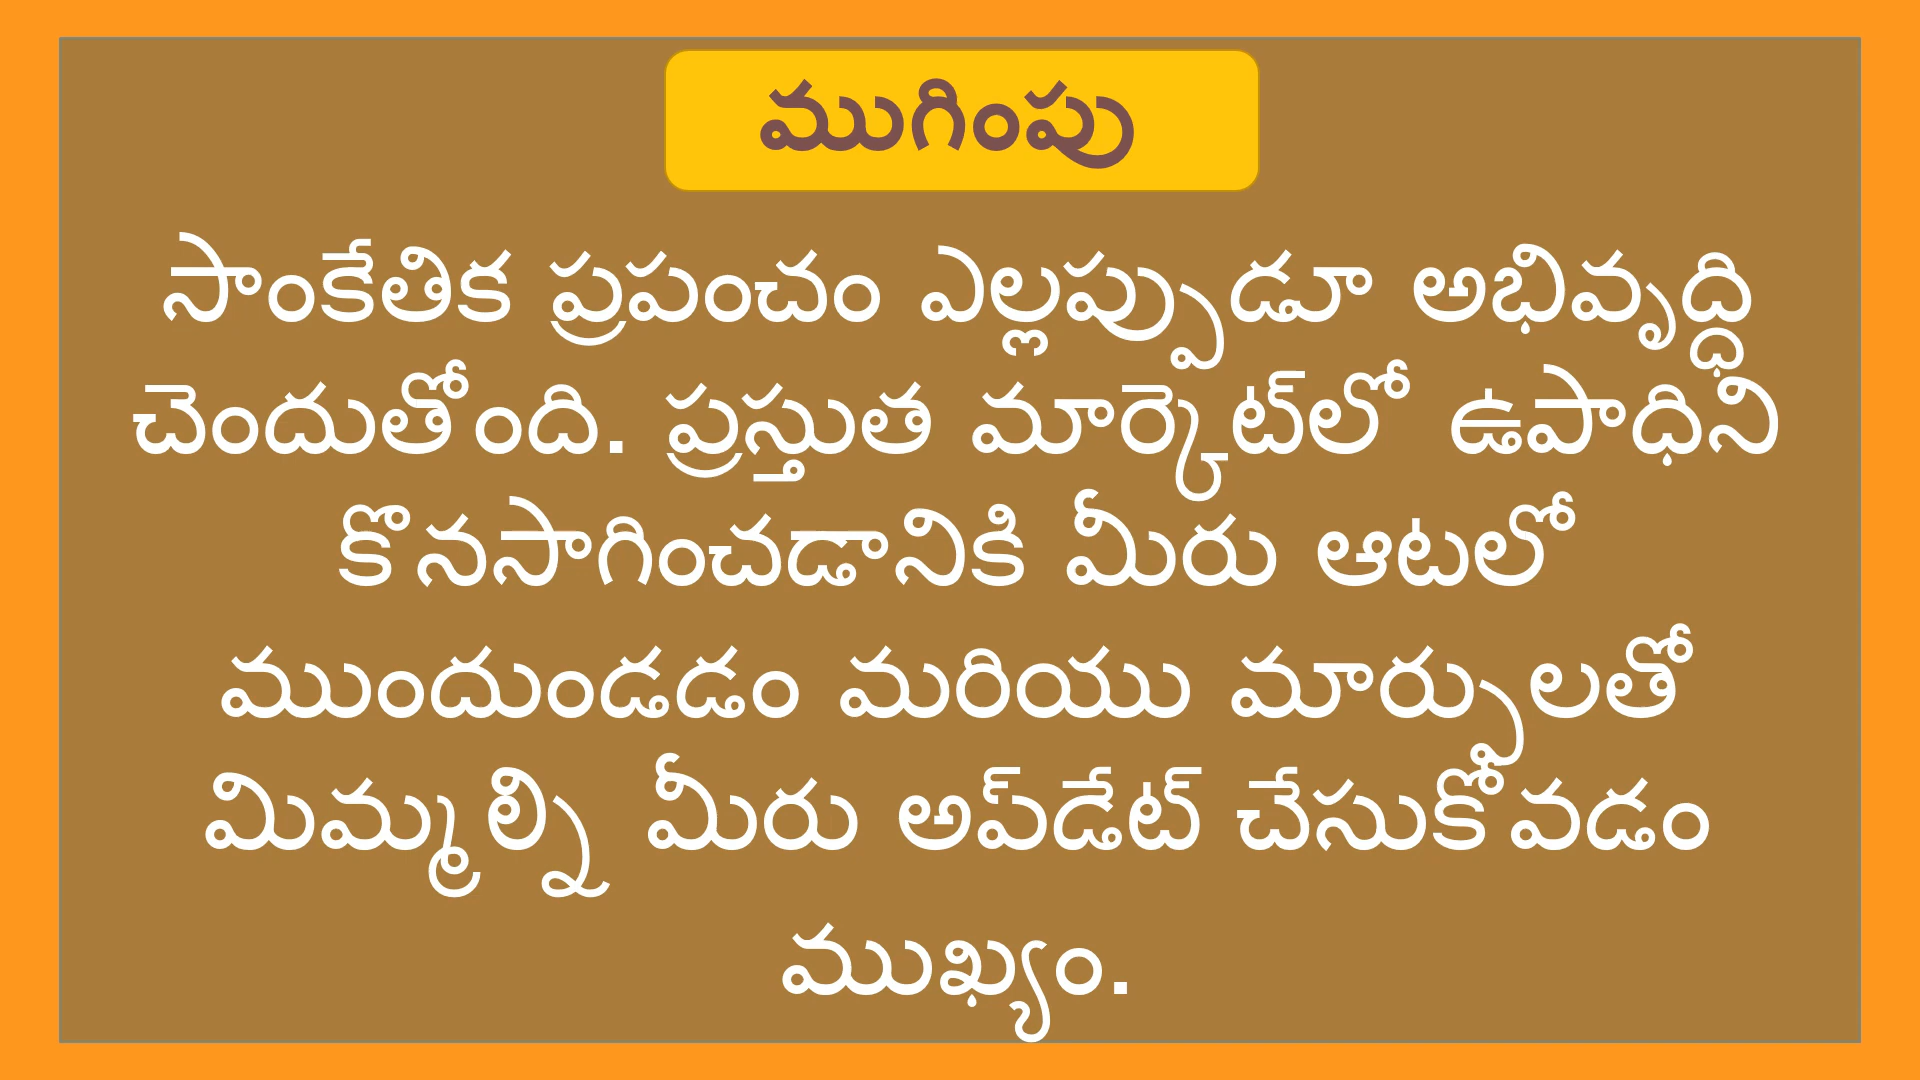 ముగింపు
సాంకేతిక ప్రపంచం ఎల్లప్పుడూ అభివృద్ధి
చెందుతోంది. ప్రస్తుత మార్కెట్‌లో ఉపాధిని
కొనసాగించడానికి మీరు ఆటలో
ముందుండడం మరియు మార్పులతో
మిమ్మల్ని మీరు అప్‌డేట్ చేసుకోవడం
ముఖ్యం.